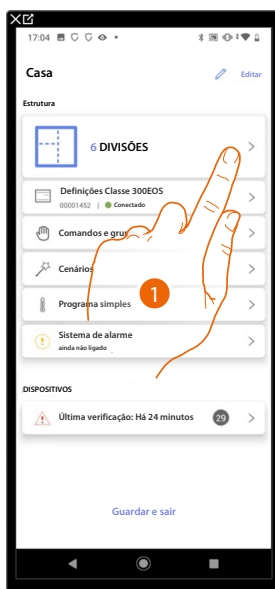 17:04
Casa
Editar
Estrutura
6 DIVISÕES
Definições Classe 300EOS
00001452 | Conectado
Comandos e gru
Cenários
1
Programa simples
Sistema de alarme
ainda não ligado
DISPOSITIVOS
Última verificação: Há 24 minutos 29
Guardar e sair